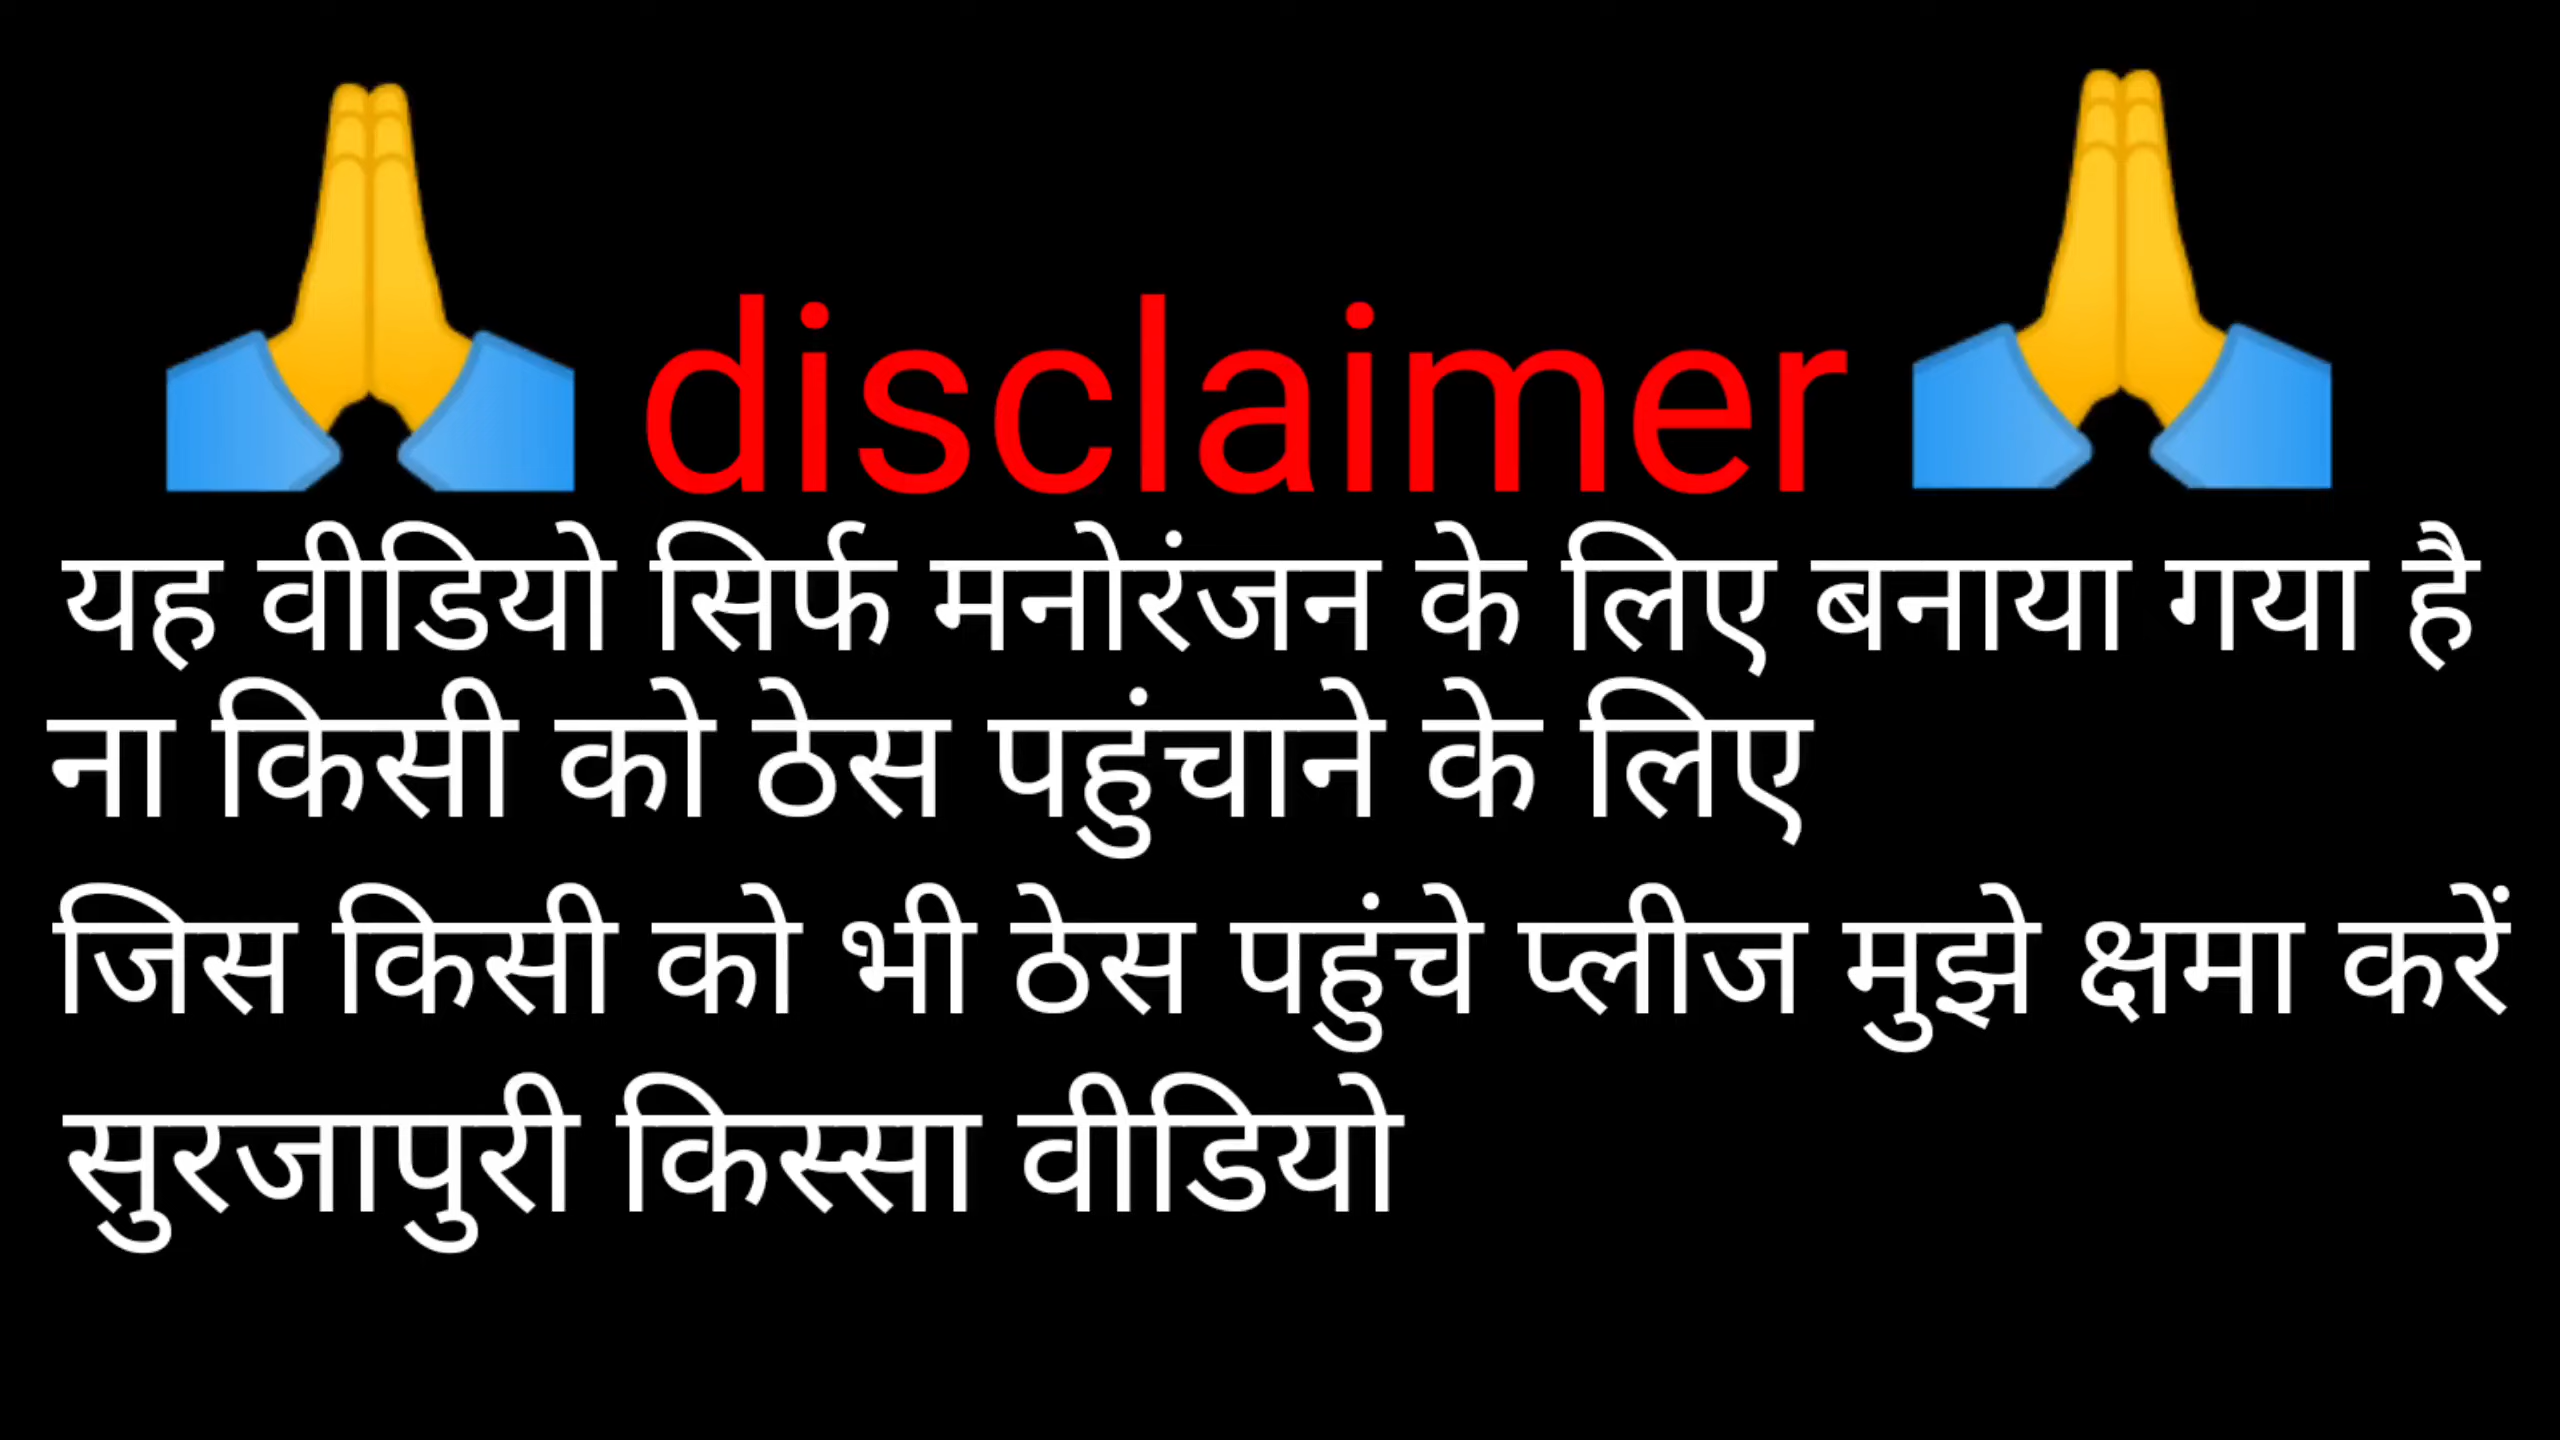 disclaimer
यह वीडियो सिर्फ मनोरंजन के लिए बनाया गया है
ना किसी को ठेस पहुंचाने के लिए
जिस किसी को भी ठेस पहुंचे प्लीज मुझे क्षमा करें
सुरजापुरी किस्सा वीडियो